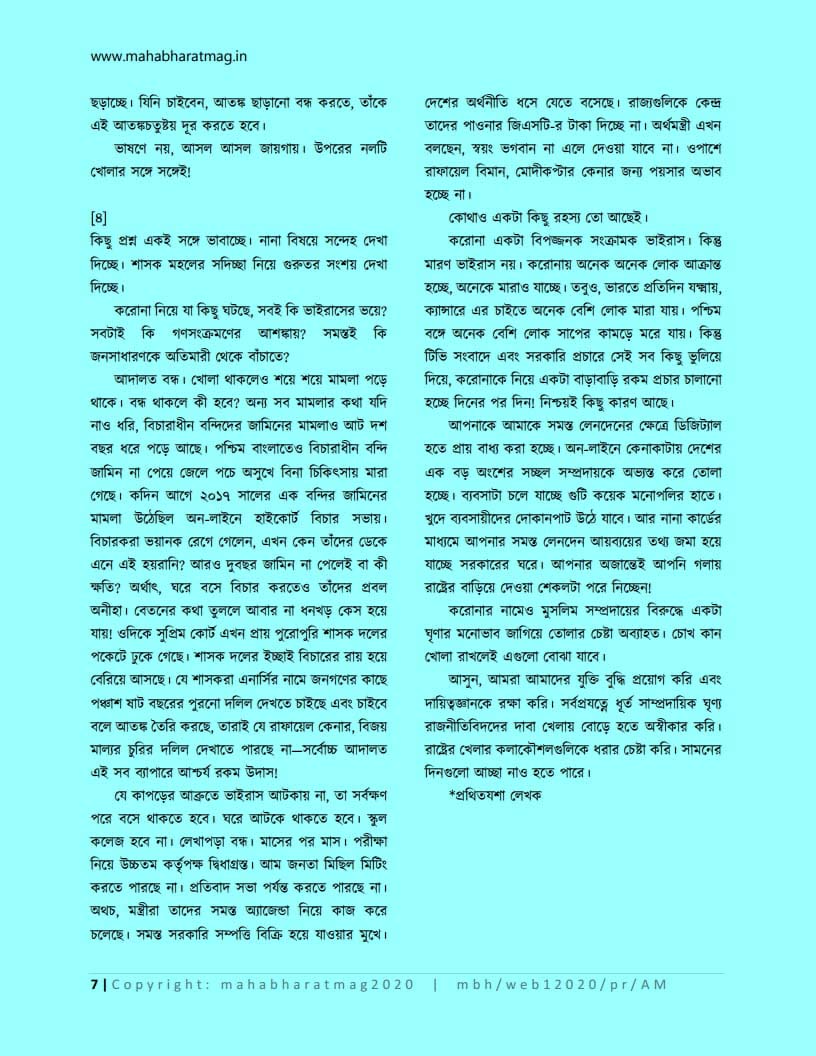 www.mahabharatmag.in
ছড়াচ্ছে। যিনি চাইবেন, আতঙ্ক ছাড়ানো বন্ধ করতে, তাঁকে
এই আতঙ্কচতুষ্টয় দূর করতে হবে।
ভাষণে নয়, আসল আসল জায়গায়। উপরের নলটি
খোলার সঙ্গে সঙ্গেই!
[৪]
কিছু প্রশ্ন একই সঙ্গে ভাবাচ্ছে। নানা বিষয়ে সন্দেহ দেখা
দিচ্ছে। শাসক মহলের সদিচ্ছা নিয়ে গুরুতর সংশয় দেখা
দিচ্ছে।
করোনা নিয়ে যা কিছু ঘটছে, সবই কি ভাইরাসের ভয়ে?
সবটাই কি গণসংক্রমণের আশঙ্কায়? সমস্তই কি
জনসাধারণকে অতিমারী থেকে বাঁচাতে?
আদালত বন্ধ। খোলা থাকলেও শয়ে শয়ে মামলা পড়ে
থাকে। বন্ধ থাকলে কী হবে? অন্য সব মামলার কথা যদি
নাও ধরি, বিচারাধীন বন্দিদের জামিনের মামলাও আট দশ
বছর ধরে পড়ে আছে। পশ্চিম বাংলাতেও বিচারাধীন বন্দি
জামিন না পেয়ে জেলে পচে অসুখে বিনা চিকিৎসায় মারা
গেছে। কদিন আগে ২০১৭ সালের এক বন্দির জামিনের
মামলা উঠেছিল অন-লাইনে হাইকোর্ট বিচার সভায়।
বিচারকরা ভয়ানক রেগে গেলেন, এখন কেন তাঁদের ডেকে
এনে এই হয়রানি? আরও দুবছর জামিন না পেলেই বা কী
ক্ষতি? অর্থাৎ, ঘরে বসে বিচার করতেও তাঁদের প্রবল
অনীহা। বেতনের কথা তুললে আবার না ধনখড় কেস হয়ে
যায়! ওদিকে সুপ্রিম কোর্ট এখন প্রায় পুরোপুরি শাসক দলের
পকেটে ঢুকে গেছে। শাসক দলের ইচ্ছাই বিচারের রায় হয়ে
বেরিয়ে আসছে। যে শাসকরা এনার্সির নামে জনগণের কাছে
পঞ্চাশ ষাট বছরের পুরনো দলিল দেখতে চাইছে এবং চাইবে
বলে আতঙ্ক তৈরি করছে, তারাই যে রাফায়েল কেনার, বিজয়
মাল্যর চুরির দলিল দেখাতে পারছে না—সর্বোচ্চ আদালত
এই সব ব্যাপারে আশ্চর্য রকম উদাস!
যে কাপড়ের আব্রুতে ভাইরাস আটকায় না, তা সর্বক্ষণ
পরে বসে থাকতে হবে। ঘরে আটকে থাকতে হবে। স্কুল
কলেজ হবে না। লেখাপড়া বন্ধ। মাসের পর মাস। পরীক্ষা
নিয়ে উচ্চতম কর্তৃপক্ষ দ্বিধাগ্রস্ত। আম জনতা মিছিল মিটিং
করতে পারছে না। প্রতিবাদ সভা পর্যন্ত করতে পারছে না।
অথচ, মন্ত্রীরা তাদের সমস্ত অ্যাজেন্ডা নিয়ে কাজ করে
চলেছে। সমস্ত সরকারি সম্পত্তি বিক্রি হয়ে যাওয়ার মুখে।
দেশের অর্থনীতি ধসে যেতে বসেছে। রাজ্যগুলিকে কেন্দ্র
তাদের পাওনার জিএসটি-র টাকা দিচ্ছে না। অর্থমন্ত্রী এখন
বলছেন, স্বয়ং ভগবান না এলে দেওয়া যাবে না। ওপাশে
রাফায়েল বিমান, মোদীকপ্টার কেনার জন্য পয়সার অভাব
হচ্ছে না।
কোথাও একটা কিছু রহস্য তো আছেই।
করোনা একটা বিপজ্জনক সংক্রামক ভাইরাস। কিন্তু
মারণ ভাইরাস নয়। করোনায় অনেক অনেক লোক আক্রান্ত
হচ্ছে, অনেকে মারাও যাচ্ছে। তবুও, ভারতে প্রতিদিন যক্ষ্মায়,
ক্যান্সারে এর চাইতে অনেক বেশি লোক মারা যায়। পশ্চিম
বঙ্গে অনেক বেশি লোক সাপের কামড়ে মরে যায়। কিন্তু
টিভি সংবাদে এবং সরকারি প্রচারে সেই সব কিছু ভুলিয়ে
দিয়ে, করোনাকে নিয়ে একটা বাড়াবাড়ি রকম প্রচার চালানো
হচ্ছে দিনের পর দিন! নিশ্চয়ই কিছু কারণ আছে।
আপনাকে আমাকে সমস্ত লেনদেনের ক্ষেত্রে ডিজিট্যাল
হতে প্রায় বাধ্য করা হচ্ছে। অন-লাইনে কেনাকাটায় দেশের
এক বড় অংশের সচ্ছল সম্প্রদায়কে অভ্যস্ত করে তোলা
হচ্ছে। ব্যবসাটা চলে যাচ্ছে গুটি কয়েক মনোপলির হাতে।
খুদে ব্যবসায়ীদের দোকানপাট উঠে যাবে। আর নানা কার্ডের
মাধ্যমে আপনার সমস্ত লেনদেন আয়ব্যয়ের তথ্য জমা হয়ে
যাচ্ছে সরকারের ঘরে। আপনার অজান্তেই আপনি গলায়
রাষ্ট্রের বাড়িয়ে দেওয়া শেকলটা পরে নিচ্ছেন!
করোনার নামেও মুসলিম সম্প্রদায়ের বিরুদ্ধে একটা
ঘৃণার মনোভাব জাগিয়ে তোলার চেষ্টা অব্যাহত। চোখ কান
খোলা রাখলেই এগুলো বোঝা যাবে।
আসুন, আমরা আমাদের যুক্তি বুদ্ধি প্রয়োগ করি এবং
দায়িত্বজ্ঞানকে রক্ষা করি। সর্বপ্রযত্নে ধূর্ত সাম্প্রদায়িক ঘৃণ্য
রাজনীতিবিদদের দাবা খেলায় বোড়ে হতে অস্বীকার করি।
রাষ্ট্রের খেলার কলাকৌশলগুলিকে ধরার চেষ্টা করি। সামনের
দিনগুলো আচ্ছা নাও হতে পারে।
*প্রথিতযশা লেখক
7 | Copyright: mahabharatmag2020 | mbh/web12020/pr/AM